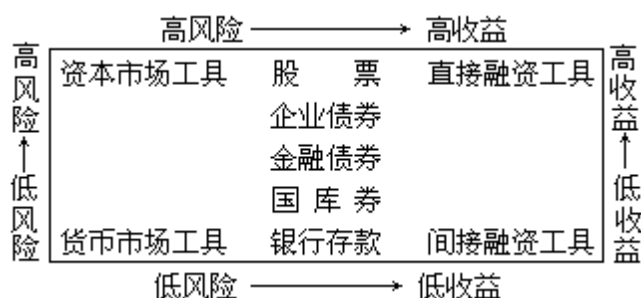 高风险 → 高收益
高风险 ← 低风险
资本市场工具 股 票 直接融资工具
企业债券
金融债券
国 库 券
货币市场工具 银行存款 间接融资工具
高收益 ← 低收益
低风险 → 低收益